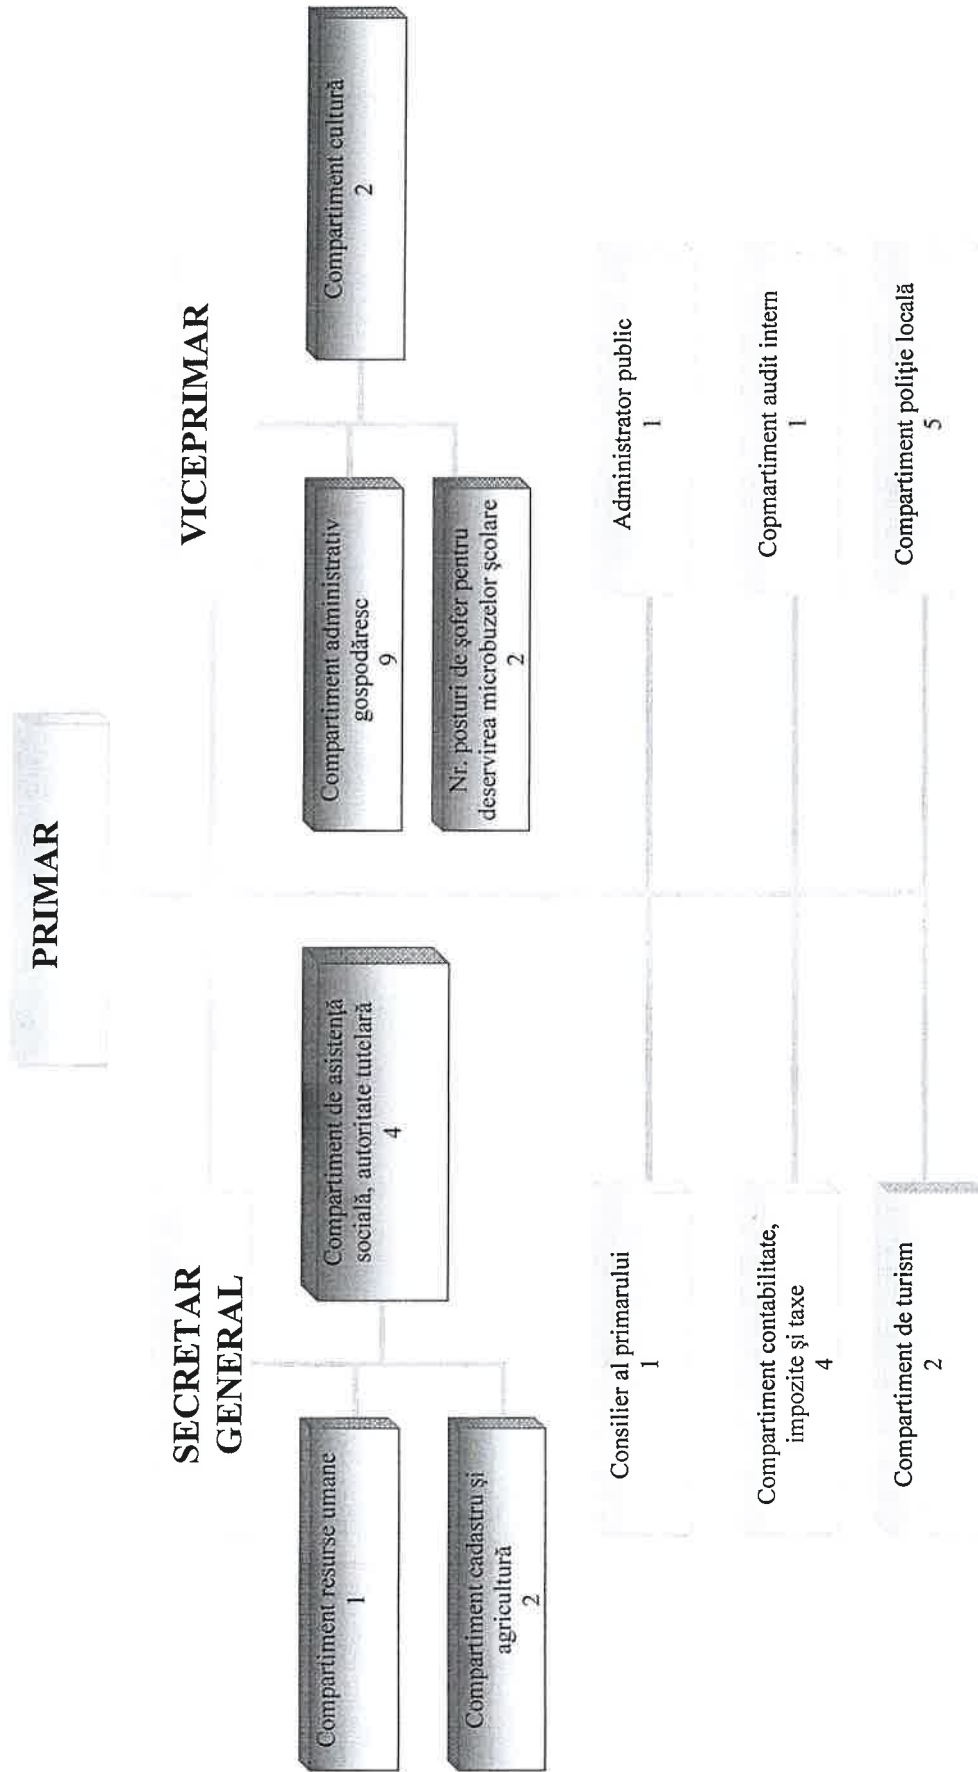 PRIMAR
SECRETAR
GENERAL
VICEPRIMAR
Compartiment resurse umane
1
Compartiment de asistență
socială, autoritate tutelară
4
Compartiment cadastru și
agricultură
2
Compartiment administrativ
gospodăresc
9
Compartiment cultură
2
Nr. posturi de șofer pentru
deservirea microbuzelor școlare
2
Consilier al primarului
1
Administrator public
1
Compartiment contabilitate,
impozite și taxe
4
Copmartiment audit intern
1
Compartiment de turism
2
Compartiment poliție locală
5